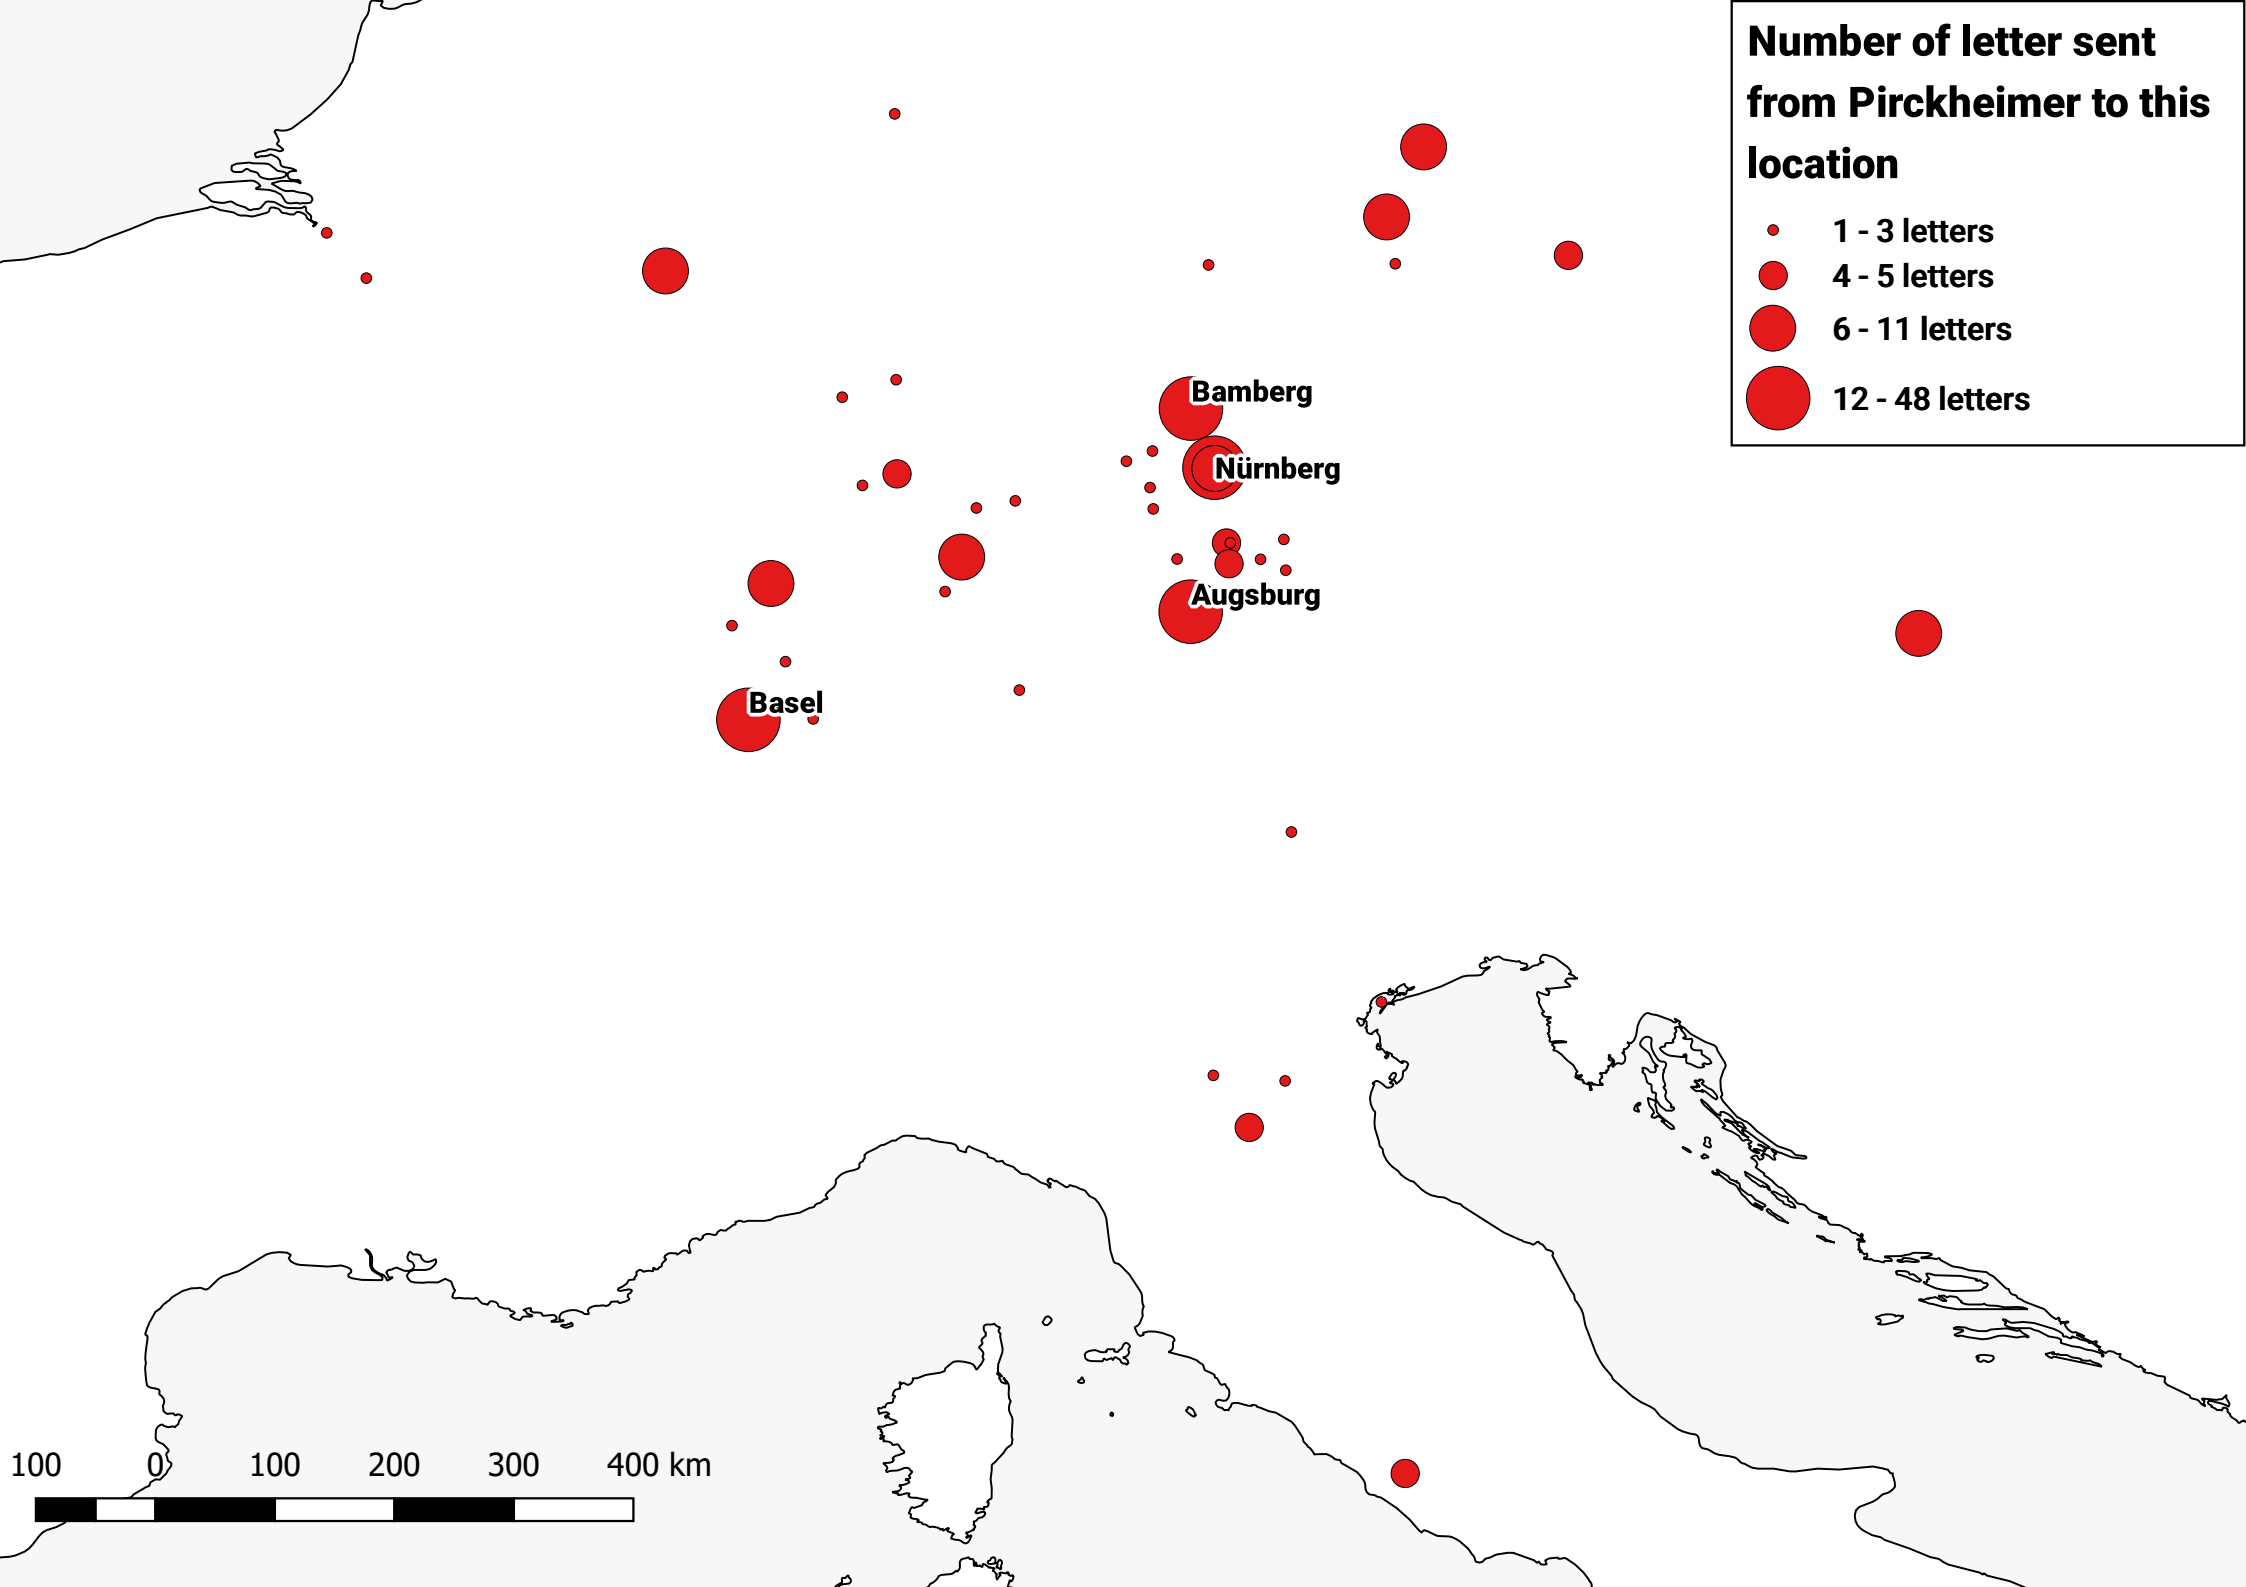 Number of letter sent
from Pirckheimer to this
location
1 - 3 letters
4 - 5 letters
6 - 11 letters
12 - 48 letters
Bamberg
Nürnberg
Augsburg
Basel
100 0 100 200 300 400 km